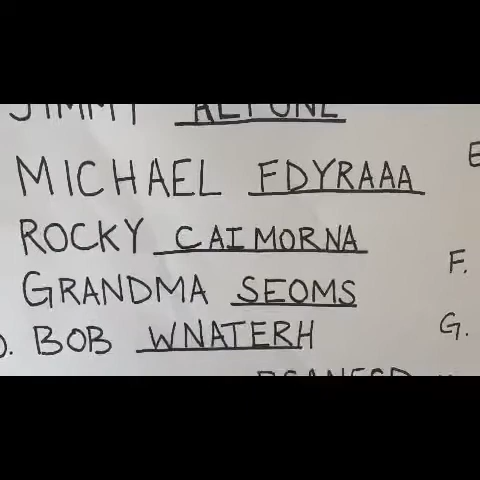 MICHAEL FDYRAAA
ROCKY CAIMORNA
GRANDMA SEOMS
F.
BOB WNATERH
G.